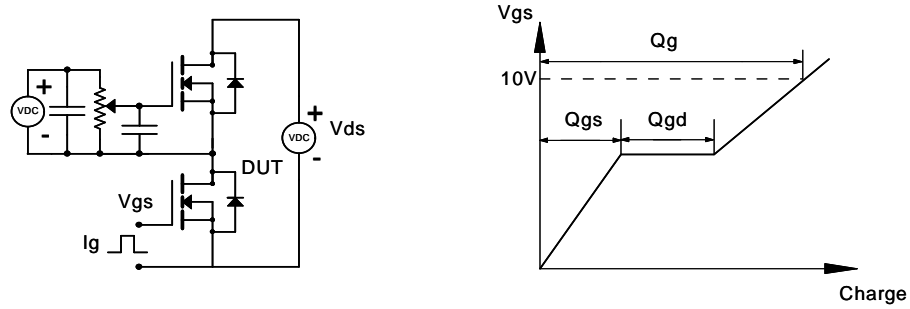 +
VDC
-
+
VDC
-
Vds
DUT
Vgs
Ig
Vgs
Qg
10V
Qgs
Qgd
Charge